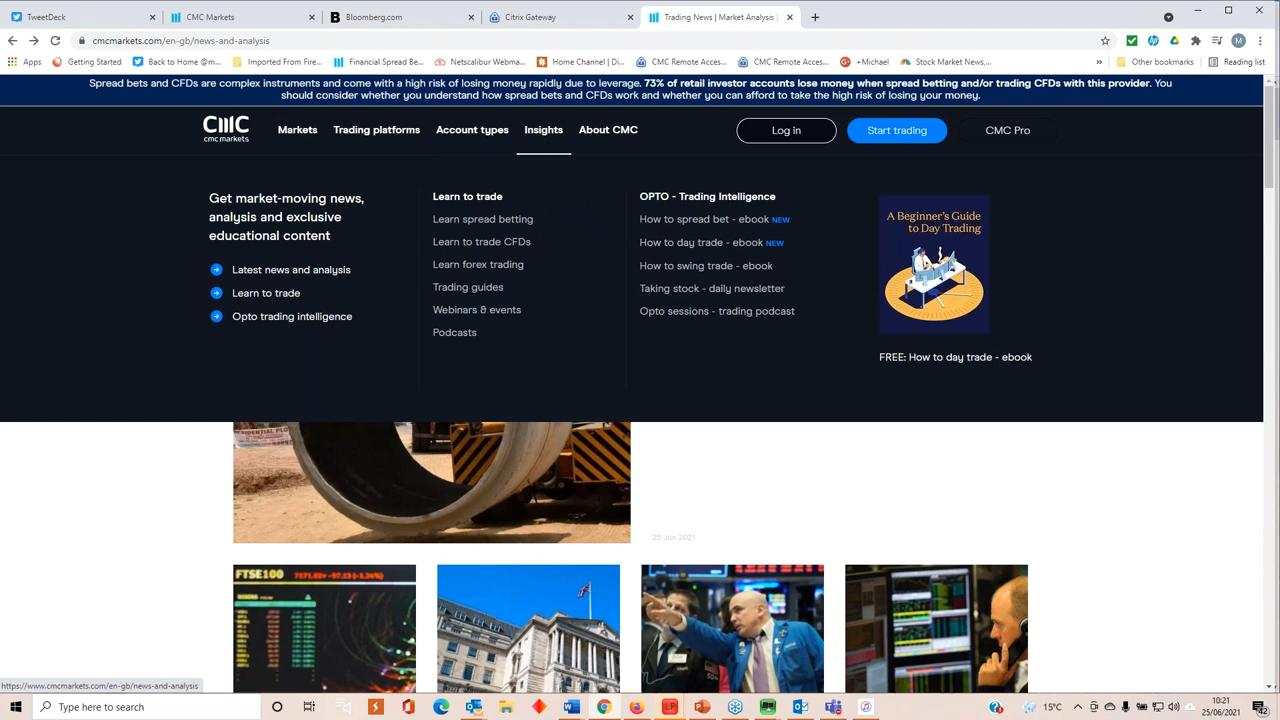 TweetDeck
CMC Markets
Bloomberg.com
Citrix Gateway
Trading News | Market Analysis |
cmcmarkets.com/en-gb/news-and-analysis
M
Apps
Getting Started
Back to Home @m...
Imported From Fire...
Financial Spread Be...
Netscalibur Webma...
Home Channel | Di...
CMC Remote Acces...
CMC Remote Acces...
+Michael
Stock Market News,...
»
Other bookmarks
Reading list
Spread bets and CFDs are complex instruments and come with a high risk of losing money rapidly due to leverage. 73% of retail investor accounts lose money when spread betting and/or trading CFDs with this provider. You
should consider whether you understand how spread bets and CFDs work and whether you can afford to take the high risk of losing your money.
cmc markets
Markets
Trading platforms
Account types
Insights
About CMC
Log in
Start trading
CMC Pro
Get market-moving news,
analysis and exclusive
educational content
Latest news and analysis
Learn to trade
Opto trading intelligence
Learn to trade
Learn spread betting
Learn to trade CFDs
Learn forex trading
Trading guides
Webinars & events
Podcasts
OPTO - Trading Intelligence
How to spread bet - ebook NEW
How to day trade - ebook NEW
How to swing trade - ebook
Taking stock - daily newsletter
Opto sessions - trading podcast
A Beginner's Guide
to Day Trading
FREE: How to day trade - ebook
25 Jun 2021
FTSE100
https://www.cmcmarkets.com/en-gb/news-and-analysis
Type here to search
15°C
10:21
25/06/2021
42